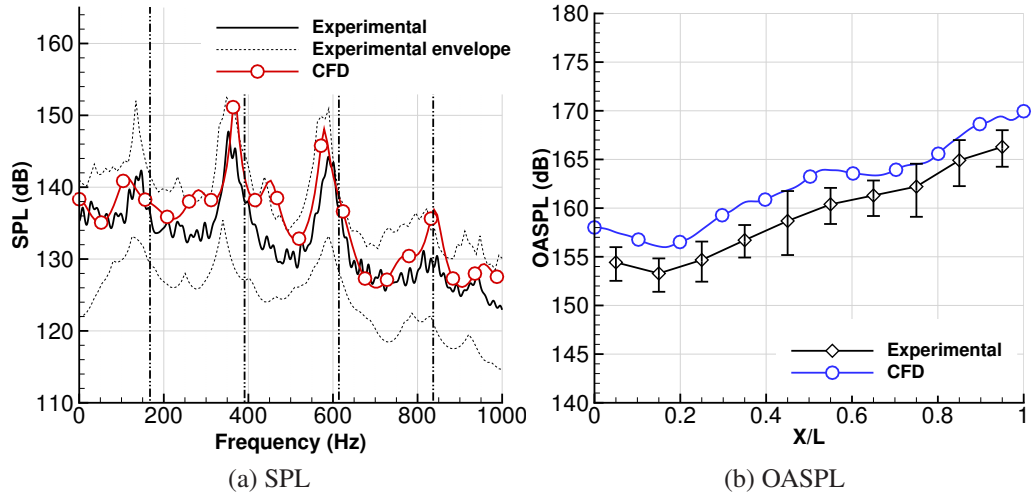 160
150
140
130
120
110
SPL (dB)
Experimental
Experimental envelope
CFD
0
200
400
600
800
1000
Frequency (Hz)
(a) SPL
180
175
170
165
160
155
150
145
140
OASPL (dB)
Experimental
CFD
0
0.2
0.4
0.6
0.8
1
X/L
(b) OASPL